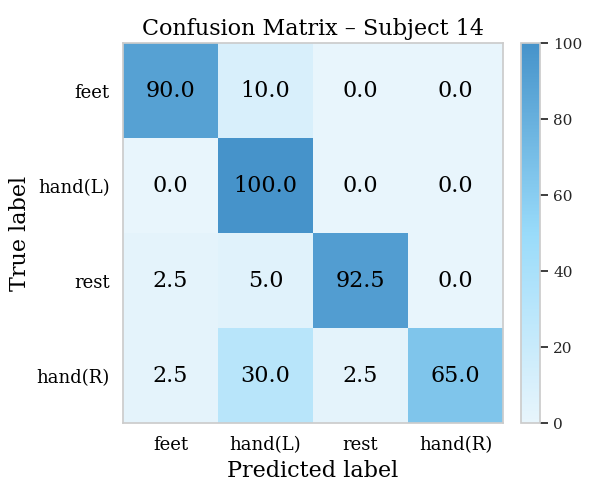 Confusion Matrix – Subject 14
feet 90.0 10.0 0.0 0.0
hand(L) 0.0 100.0 0.0 0.0
rest 2.5 5.0 92.5 0.0
hand(R) 2.5 30.0 2.5 65.0
feet hand(L) rest hand(R)
Predicted label
True label
100
80
60
40
20
0